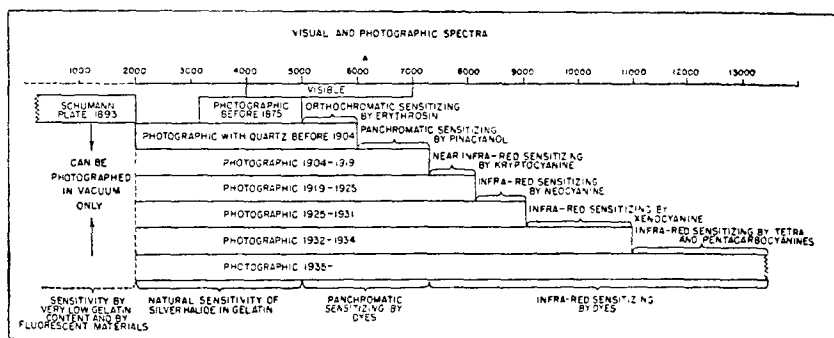 VISUAL AND PHOTOGRAPHIC SPECTRA
A
1000 2000 3000 4000 5000 6000 7000 8000 9000 10000 11000 12000 13000
VISIBLE
SCHUMANN
PLATE 1893
PHOTOGRAPHIC
BEFORE 1875
ORTHOCHROMATIC SENSITIZING
BY ERYTHROSIN
PHOTOGRAPHIC WITH QUARTZ BEFORE 1904
PANCHROMATIC SENSITIZING
BY PINACYANOL
CAN BE
PHOTOGRAPHED
IN VACUUM
ONLY
PHOTOGRAPHIC 1904-1919
NEAR INFRA-RED SENSITIZING
BY KRYPTOCYANINE
PHOTOGRAPHIC 1919-1925
INFRA-RED SENSITIZING
BY NEOCYANINE
PHOTOGRAPHIC 1925-1931
INFRA-RED SENSITIZING BY
XENOCYANINE
PHOTOGRAPHIC 1932-1934
INFRA-RED SENSITIZING BY TETRA
AND PENTACARBOCYANINES
PHOTOGRAPHIC 1935-
SENSITIVITY BY
VERY LOW GELATIN
CONTENT AND BY
FLUORESCENT MATERIALS
NATURAL SENSITIVITY OF
SILVER HALIDE IN GELATIN
PANCHROMATIC
SENSITIZING BY
DYES
INFRA-RED SENSITIZING
BY DYES